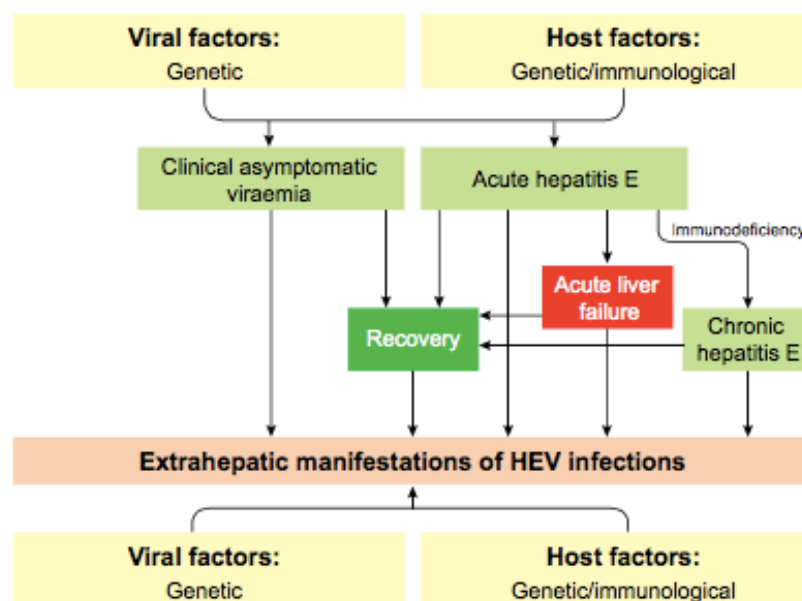 Viral factors:
Genetic
Host factors:
Genetic/immunological
Clinical asymptomatic
viraemia
Acute hepatitis E
Immunodeficiency
Acute liver
failure
Recovery
Chronic
hepatitis E
Extrahepatic manifestations of HEV infections
Viral factors:
Genetic
Host factors:
Genetic/immunological